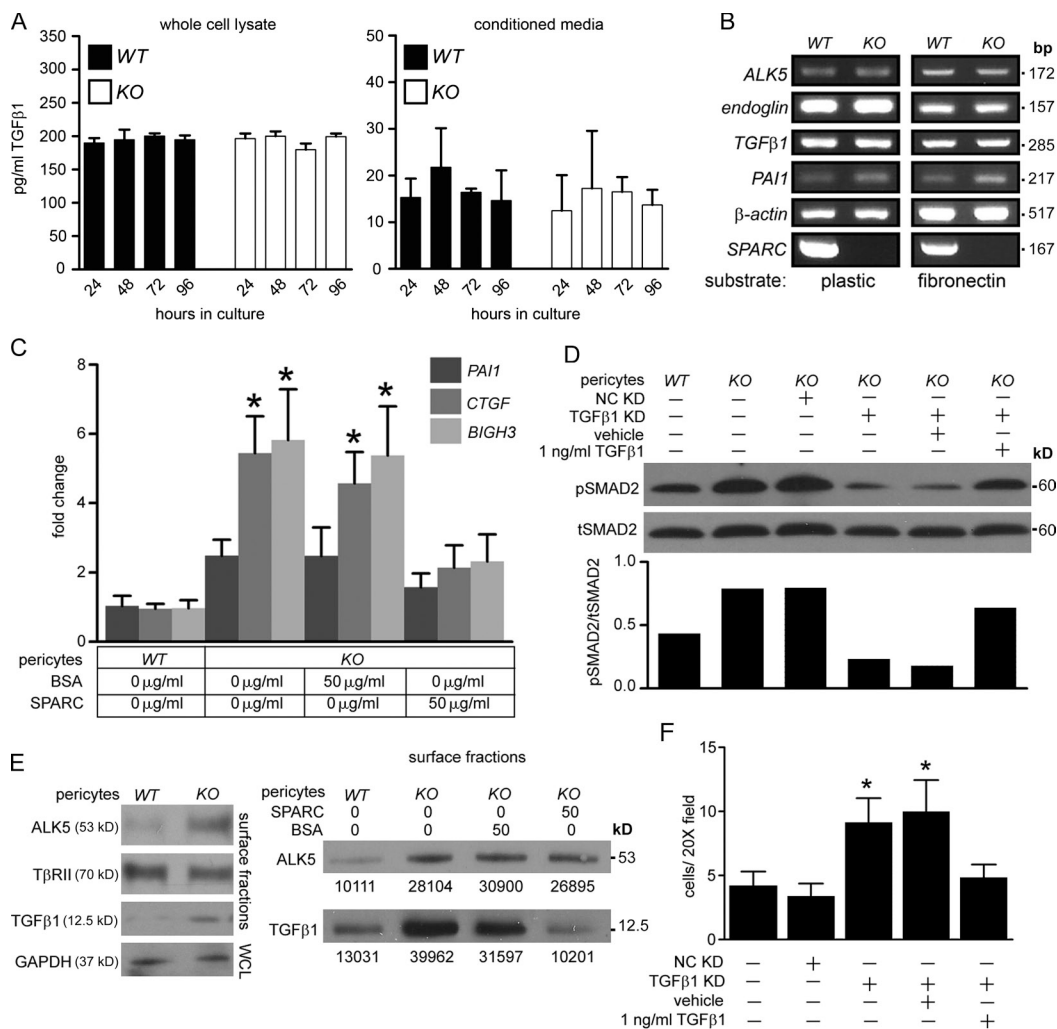 A
whole cell lysate
conditioned media
pg/ml TGFβ1
350
300
250
200
150
100
50
0
WT
KO
24 48 72 96
24 48 72 96
hours in culture
50
40
30
20
10
0
WT
KO
24 48 72 96
24 48 72 96
hours in culture
B
WT KO WT KO bp
ALK5 172
endoglin 157
TGFβ1 285
PAI1 217
β-actin 517
SPARC 167
substrate: plastic fibronectin
C
fold change
8
6
4
2
0
PAI1
CTGF
BIGH3
* * * *
pericytes WT KO
BSA 0 μg/ml 0 μg/ml 50 μg/ml 0 μg/ml
SPARC 0 μg/ml 0 μg/ml 0 μg/ml 50 μg/ml
D
pericytes WT KO KO KO KO KO
NC KD – – + – – –
TGFβ1 KD – – – + + +
vehicle – – – – + –
1 ng/ml TGFβ1 – – – – – + kD
pSMAD2 -60
tSMAD2 -60
pSMAD2/tSMAD2
1.0
0.5
0.0
E
pericytes WT KO
ALK5 (53 kD)
TβRII (70 kD)
TGFβ1 (12.5 kD)
GAPDH (37 kD)
surface fractions
WCL
surface fractions
pericytes WT KO KO KO
SPARC 0 0 0 50
BSA 0 0 50 0 kD
ALK5 -53
10111 28104 30900 26895
TGFβ1 -12.5
13031 39962 31597 10201
F
cells/ 20X field
15
10
5
0
* *
NC KD – + – – –
TGFβ1 KD – – + + +
vehicle – – – + –
1 ng/ml TGFβ1 – – – – +